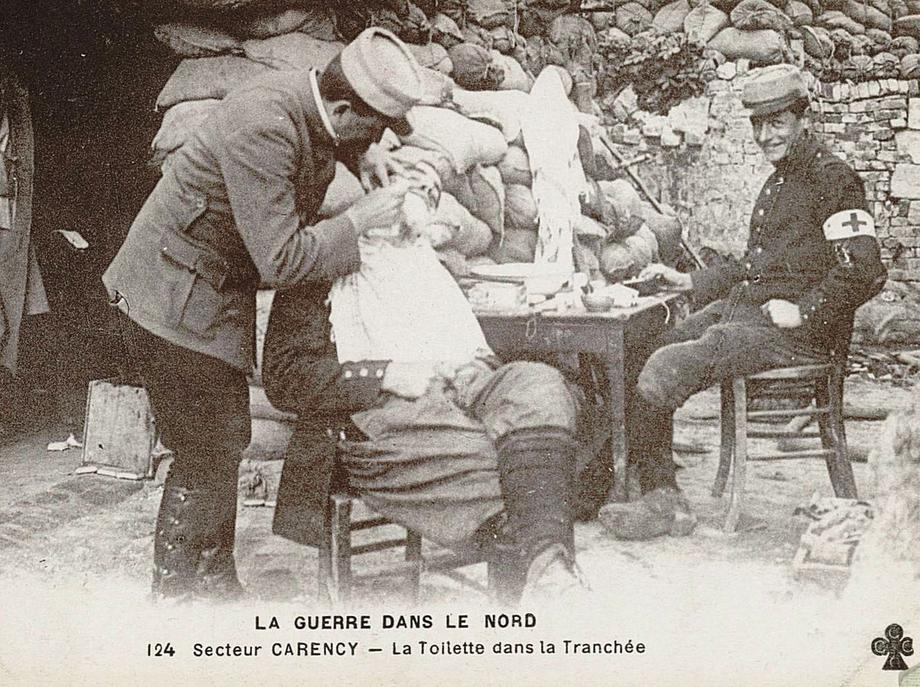 LA GUERRE DANS LE NORD
124 Secteur CARENCY — La Toilette dans la Tranchée